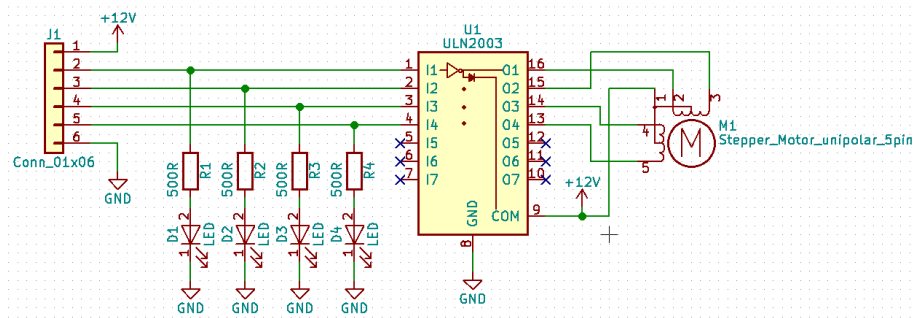 J1
+12V
1
2
3
4
5
6
Conn_01x06
GND
500R
R1
500R
R2
500R
R3
500R
R4
2
D1
LED
1
2
D2
LED
1
2
D3
LED
1
2
D4
LED
1
GND
GND
GND
GND
U1
ULN2003
1 I1 O1 16
2 I2 O2 15
3 I3 O3 14
4 I4 O4 13
5 I5 O5 12
6 I6 O6 11
7 I7 O7 10
COM 9
GND
8
GND
+12V
1
2
3
4
5
M
M1
Stepper_Motor_unipolar_5pin